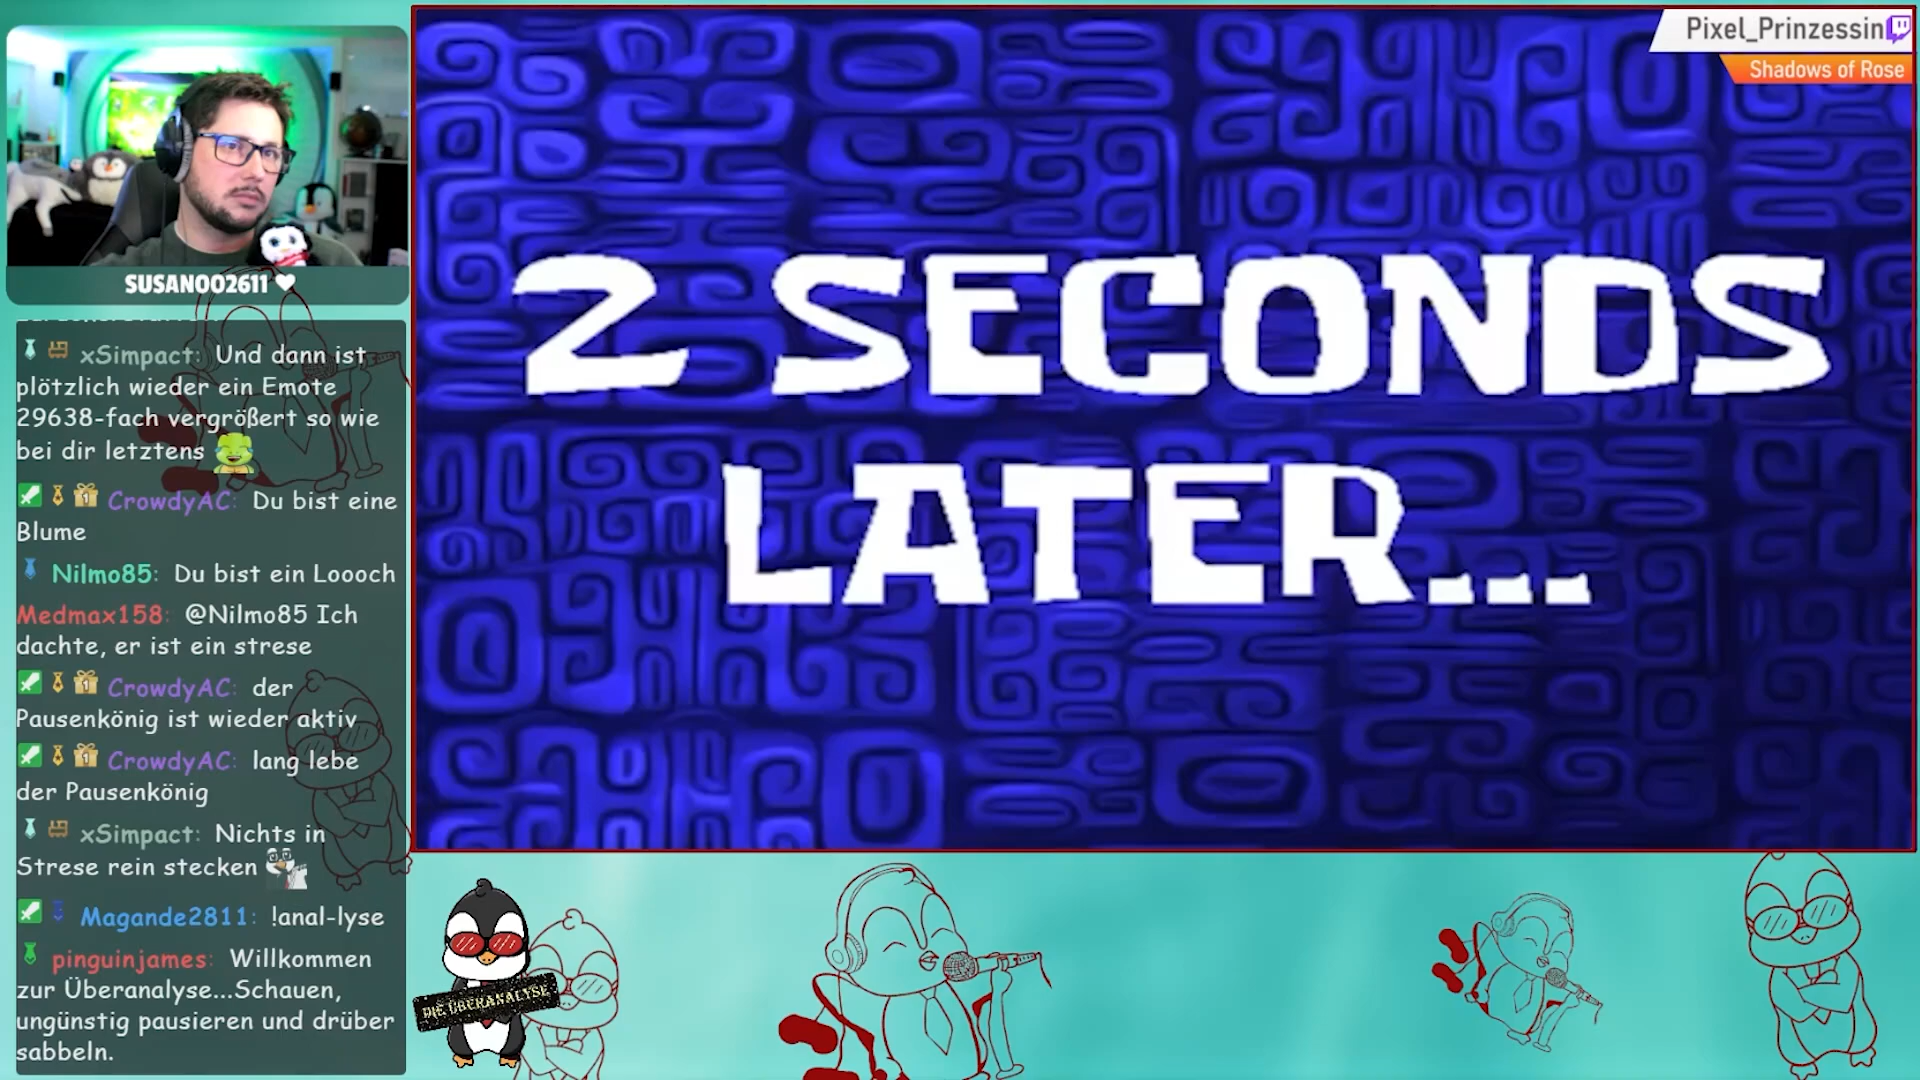 Pixel_Prinzessin
Shadows of Rose
SUSANOO2611
xSimpact: Und dann ist
plötzlich wieder ein Emote
29638-fach vergrößert so wie
bei dir letztens
CrowdyAC: Du bist eine
Blume
Nilmo85: Du bist ein Loooch
Medmax158: @Nilmo85 Ich
dachte, er ist ein strese
CrowdyAC: der
Pausenkönig ist wieder aktiv
CrowdyAC: lang lebe
der Pausenkönig
xSimpact: Nichts in
Strese rein stecken
Magande2811: !anal-lyse
pinguinjames: Willkommen
zur Überanalyse...Schauen,
ungünstig pausieren und drüber
sabbeln.
2 SECONDS
LATER...
DIE ÜBERANALYSE